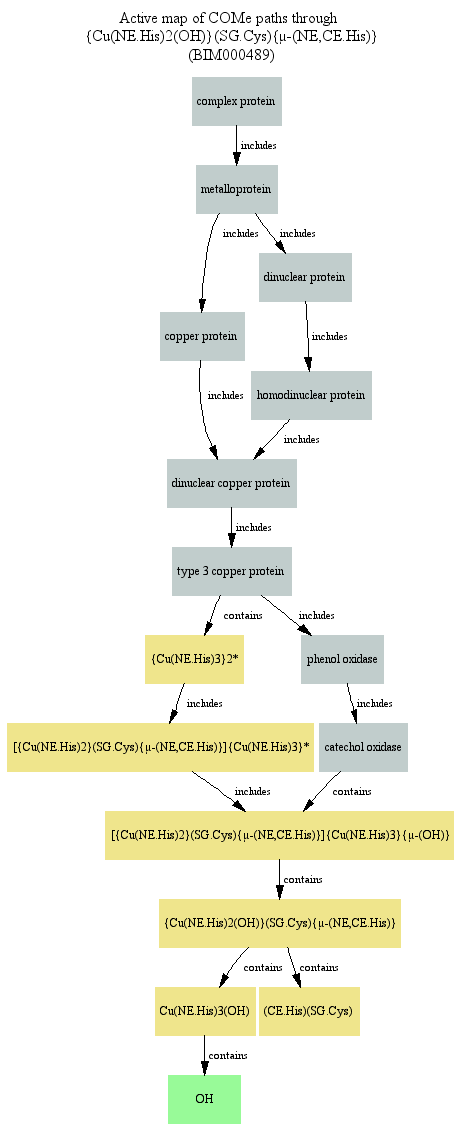 Active map of COMe paths through
{Cu(NE.His)2(OH)}(SG.Cys){μ-(NE,CE.His)}
(BIM000489)
complex protein
includes
metalloprotein
includes
includes
dinuclear protein
copper protein
includes
includes
homodinuclear protein
includes
dinuclear copper protein
includes
type 3 copper protein
contains
includes
{Cu(NE.His)3}2*
phenol oxidase
includes
includes
[{Cu(NE.His)2}(SG.Cys){μ-(NE,CE.His)}]{Cu(NE.His)3}*
catechol oxidase
includes
contains
[{Cu(NE.His)2}(SG.Cys){μ-(NE,CE.His)}]{Cu(NE.His)3}{μ-(OH)}
contains
{Cu(NE.His)2(OH)}(SG.Cys){μ-(NE,CE.His)}
contains
contains
Cu(NE.His)3(OH)
(CE.His)(SG.Cys)
contains
OH